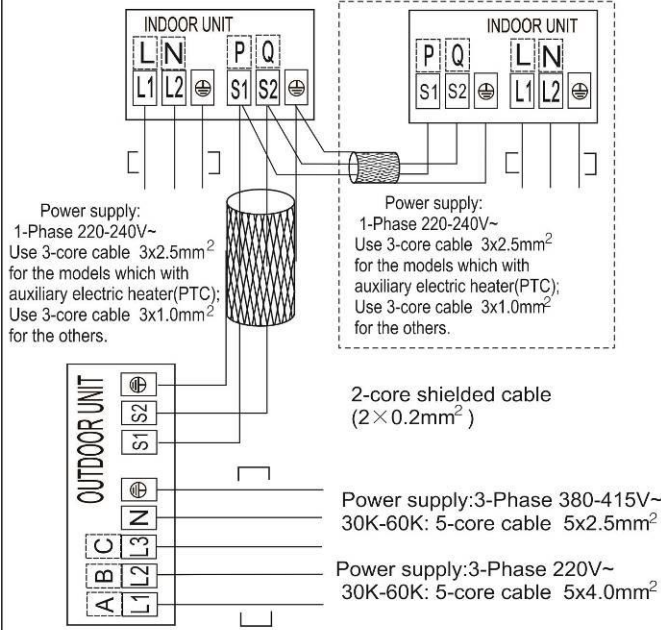 INDOOR UNIT
L N P Q
L1 L2 S1 S2
INDOOR UNIT
P Q L N
S1 S2 L1 L2
Power supply:
1-Phase 220-240V~
Use 3-core cable 3x2.5mm²
for the models which with
auxiliary electric heater(PTC);
Use 3-core cable 3x1.0mm²
for the others.
Power supply:
1-Phase 220-240V~
Use 3-core cable 3x2.5mm²
for the models which with
auxiliary electric heater(PTC);
Use 3-core cable 3x1.0mm²
for the others.
OUTDOOR UNIT
S2
S1
N
C L3
B L2
A L1
2-core shielded cable
(2×0.2mm²)
Power supply:3-Phase 380-415V~
30K-60K: 5-core cable 5x2.5mm²
Power supply:3-Phase 220V~
30K-60K: 5-core cable 5x4.0mm²